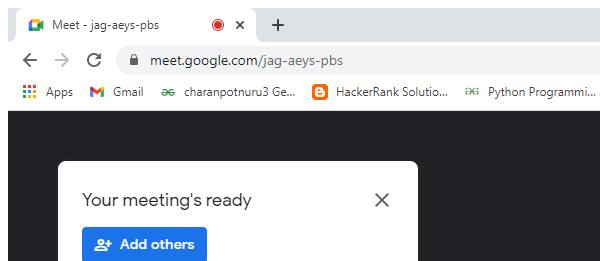 Meet - jag-aeys-pbs
meet.google.com/jag-aeys-pbs
Apps Gmail charanpotnuru3 Ge... HackerRank Solutio... Python Programmi...
Your meeting's ready
Add others